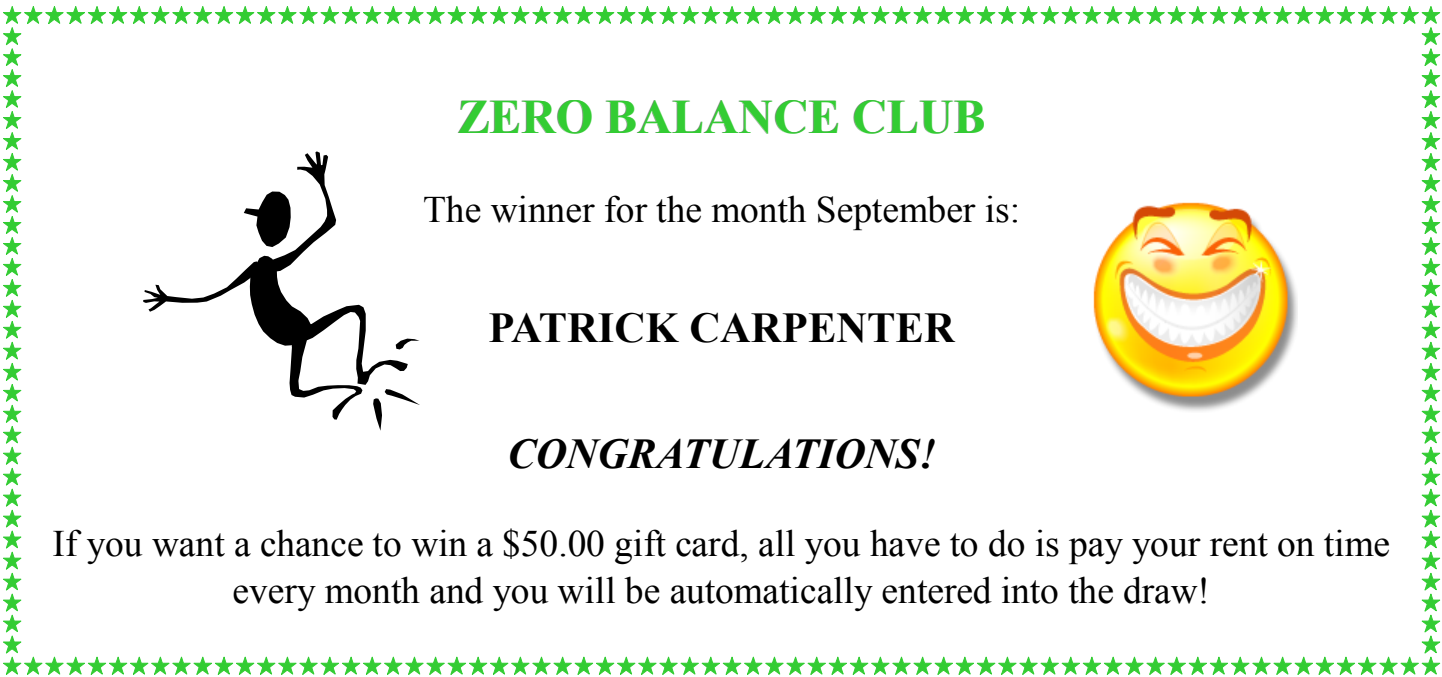 ZERO BALANCE CLUB
The winner for the month September is:
PATRICK CARPENTER
CONGRATULATIONS!
If you want a chance to win a $50.00 gift card, all you have to do is pay your rent on time
every month and you will be automatically entered into the draw!